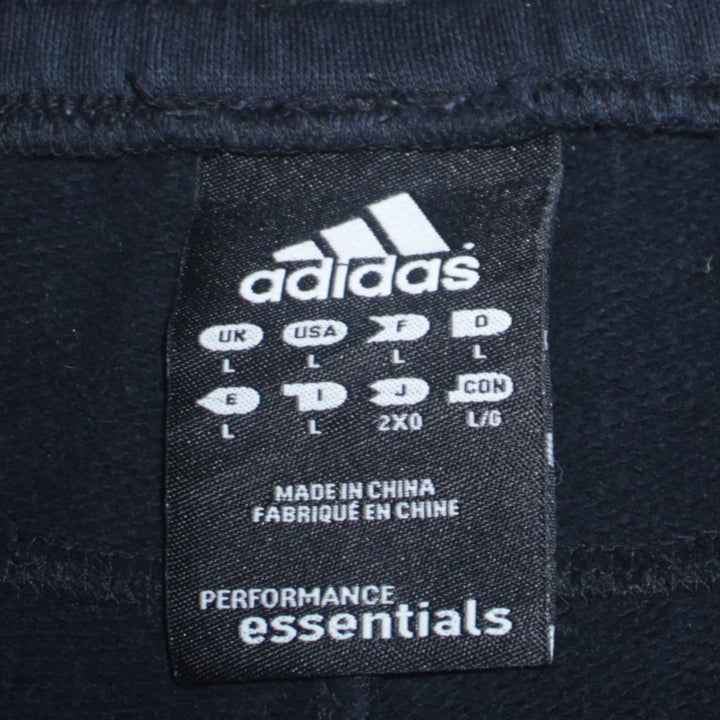 adidas
UK USA F D
L L L L
E I J CON
L L 2XO L/G
MADE IN CHINA
FABRIQUÉ EN CHINE
PERFORMANCE
essentials